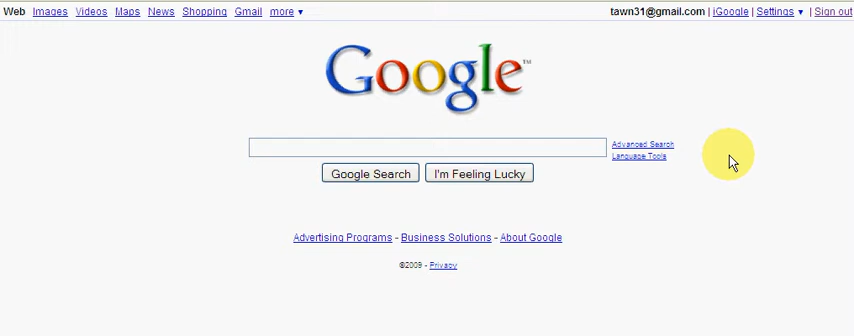 Web Images Videos Maps News Shopping Gmail more ▼ tawn31@gmail.com | iGoogle | Settings ▼ | Sign out
Google™
Advanced Search
Language Tools
Google Search I'm Feeling Lucky
Advertising Programs - Business Solutions - About Google
©2009 - Privacy